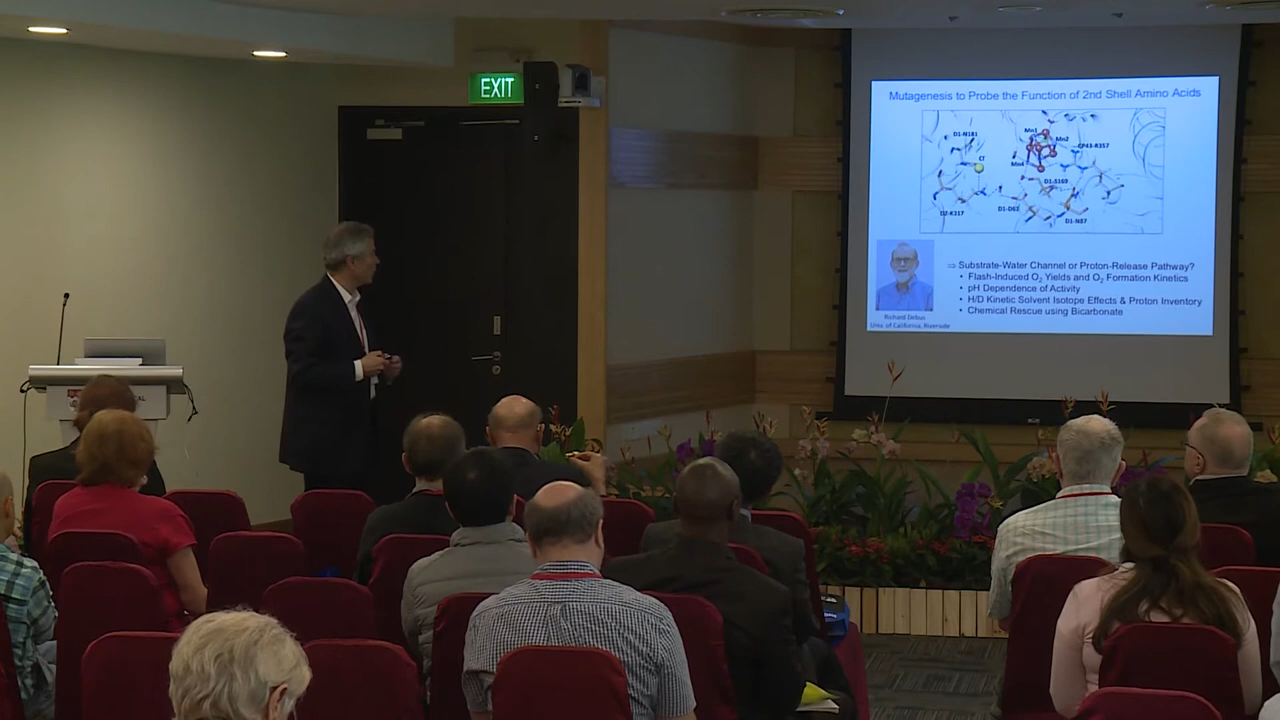 EXIT
Mutagenesis to Probe the Function of 2nd Shell Amino Acids
D1-N181
Mn1
Mn2
CP43-R357
Cl-
Mn4
D1-S169
D2-K317
D1-D61
D1-N87
⇒ Substrate-Water Channel or Proton-Release Pathway?
• Flash-Induced O2 Yields and O2 Formation Kinetics
• pH Dependence of Activity
• H/D Kinetic Solvent Isotope Effects & Proton Inventory
• Chemical Rescue using Bicarbonate
Richard Debus
Univ. of California, Riverside